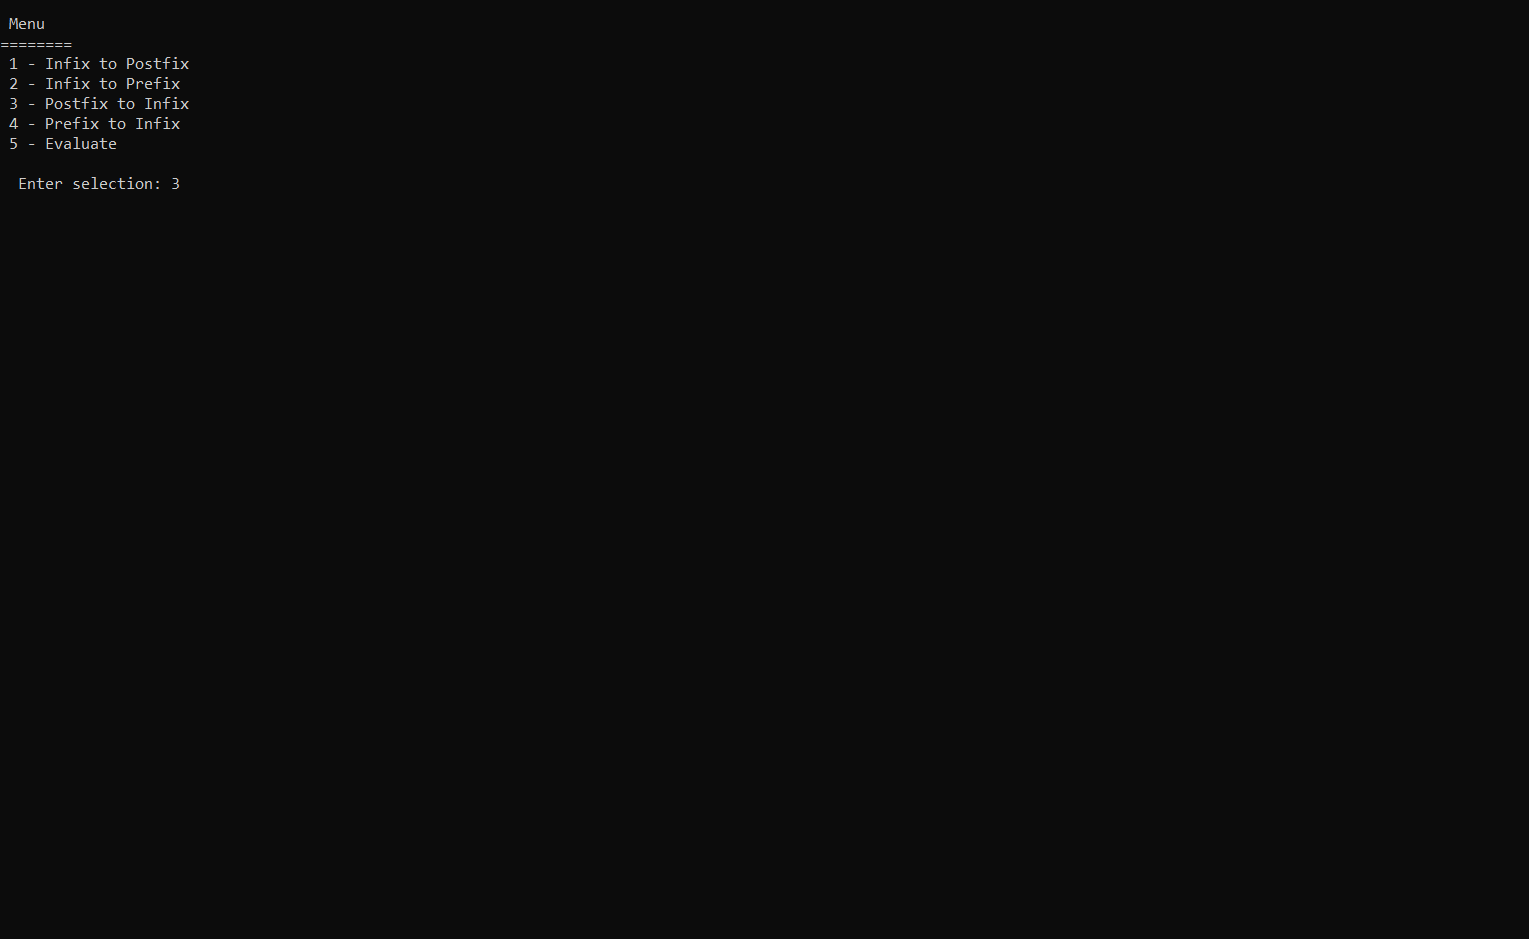 Menu
========
1 - Infix to Postfix
2 - Infix to Prefix
3 - Postfix to Infix
4 - Prefix to Infix
5 - Evaluate
Enter selection: 3